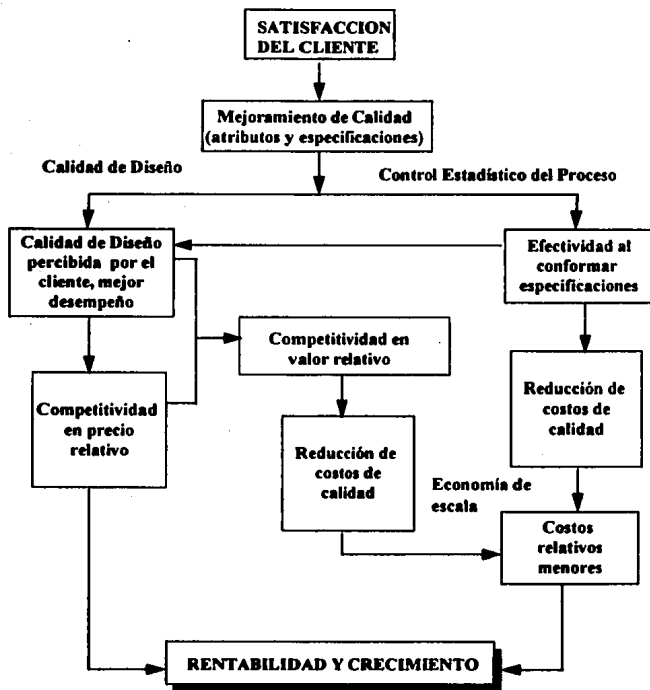 SATISFACCION
DEL CLIENTE
Mejoramiento de Calidad
(atributos y especificaciones)
Calidad de Diseño
Control Estadístico del Proceso
Calidad de Diseño
percibida por el
cliente, mejor
desempeño
Efectividad al
conformar
especificaciones
Competitividad en
valor relativo
Competitividad
en precio
relativo
Reducción de
costos de
calidad
Reducción de
costos de
calidad
Economía de
escala
Costos
relativos
menores
RENTABILIDAD Y CRECIMIENTO